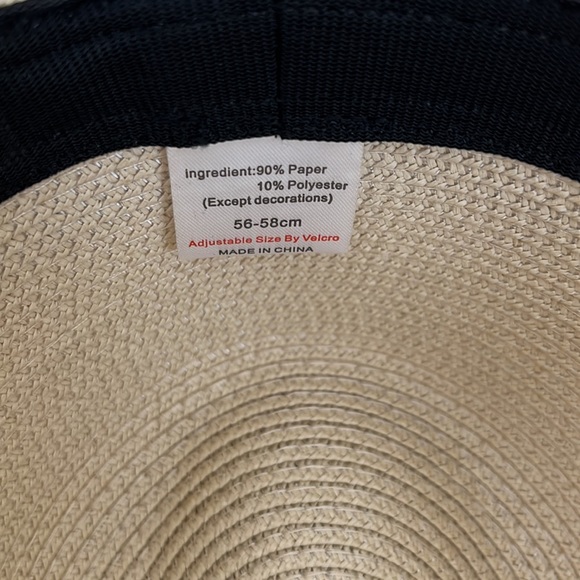 Ingredient:90% Paper
10% Polyester
(Except decorations)
56-58cm
Adjustable Size By Velcro
MADE IN CHINA